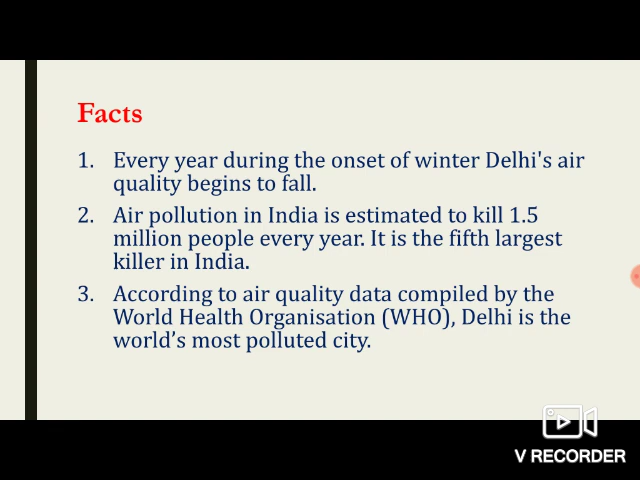 Facts
1. Every year during the onset of winter Delhi's air
quality begins to fall.
2. Air pollution in India is estimated to kill 1.5
million people every year. It is the fifth largest
killer in India.
3. According to air quality data compiled by the
World Health Organisation (WHO), Delhi is the
world’s most polluted city.
V RECORDER